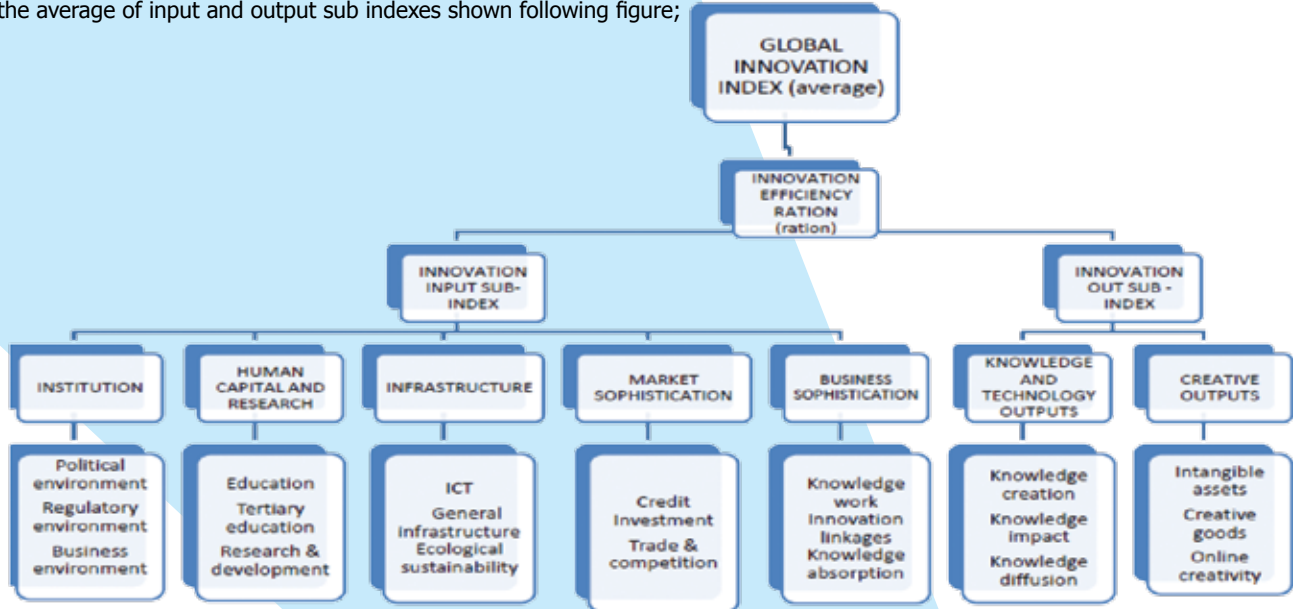 the average of input and output sub indexes shown following figure;
GLOBAL
INNOVATION
INDEX (average)
INNOVATION
EFFICIENCY
RATION
(ration)
INNOVATION
INPUT SUB-
INDEX
INNOVATION
OUT SUB -
INDEX
INSTITUTION
HUMAN
CAPITAL AND
RESEARCH
INFRASTRUCTURE
MARKET
SOPHISTICATION
BUSINESS
SOPHISTICATION
KNOWLEDGE
AND
TECHNOLOGY
OUTPUTS
CREATIVE
OUTPUTS
Political
environment
Regulatory
environment
Business
environment
Education
Tertiary
education
Research &
development
ICT
General
infrastructure
Ecological
sustainability
Credit
Investment
Trade &
competition
Knowledge
work
Innovation
linkages
Knowledge
absorption
Knowledge
creation
Knowledge
impact
Knowledge
diffusion
Intangible
assets
Creative
goods
Online
creativity